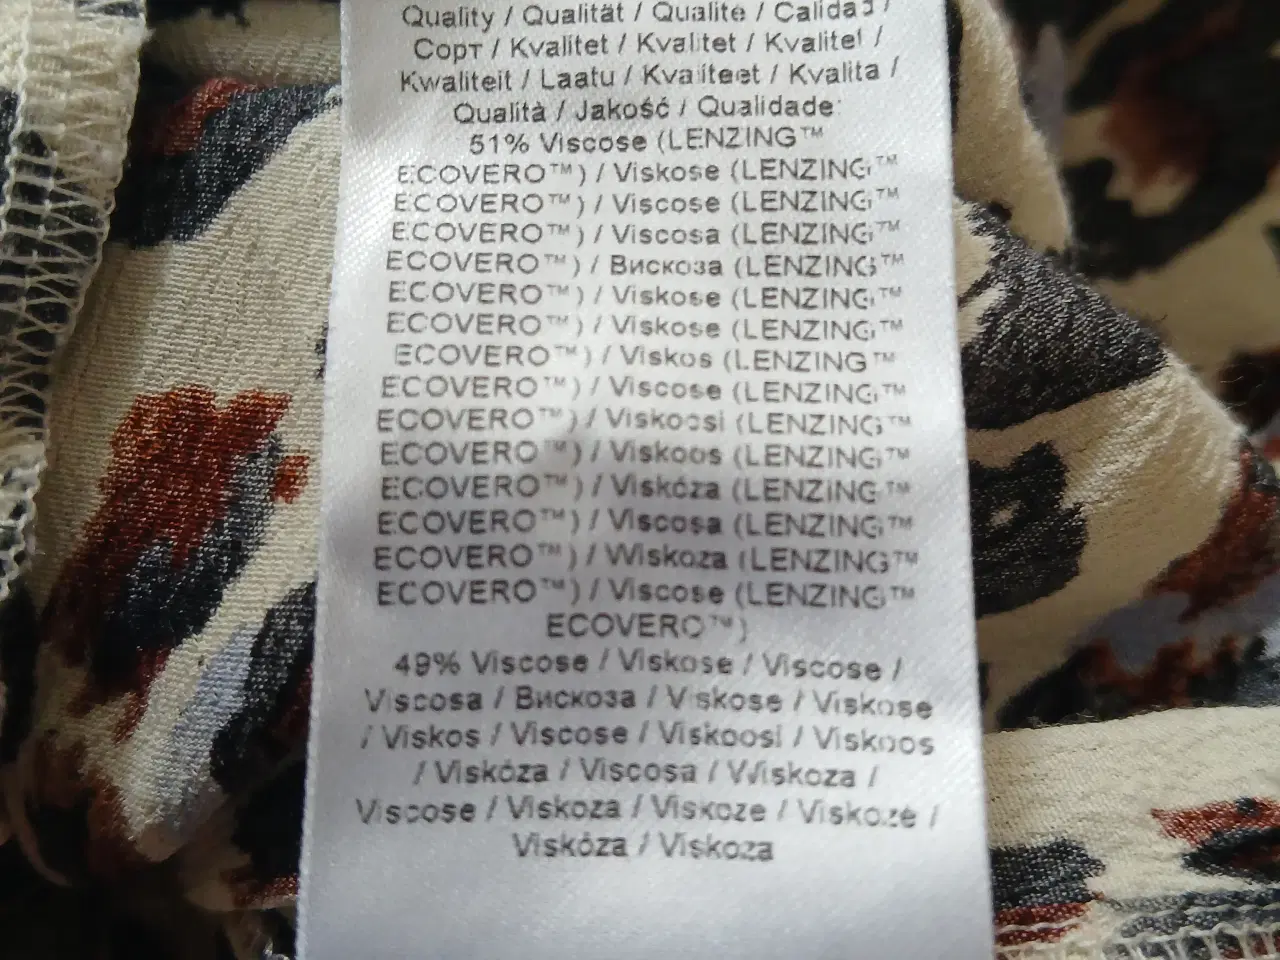 Quality / Qualität / Qualité / Calidad /
Сорт / Kvalitet / Kvalitet / Kvalitet /
Kwaliteit / Laatu / Kvaliteet / Kvalita /
Qualità / Jakość / Qualidade:
51% Viscose (LENZING™
ECOVERO™) / Viskose (LENZING™
ECOVERO™) / Viscose (LENZING™
ECOVERO™) / Viscosa (LENZING™
ECOVERO™) / Вискоза (LENZING™
ECOVERO™) / Viskose (LENZING™
ECOVERO™) / Viskose (LENZING™
ECOVERO™) / Viskos (LENZING™
ECOVERO™) / Viscose (LENZING™
ECOVERO™) / Viskoosi (LENZING™
ECOVERO™) / Viskoos (LENZING™
ECOVERO™) / Viskóza (LENZING™
ECOVERO™) / Viscosa (LENZING™
ECOVERO™) / Wiskoza (LENZING™
ECOVERO™) / Viscose (LENZING™
ECOVERO™)
49% Viscose / Viskose / Viscose /
Viscosa / Вискоза / Viskose / Viskose
/ Viskos / Viscose / Viskoosi / Viskoos
/ Viskóza / Viscosa / Wiskoza /
Viscose / Viskoza / Viskoze / Viskozė /
Viskóza / Viskoza